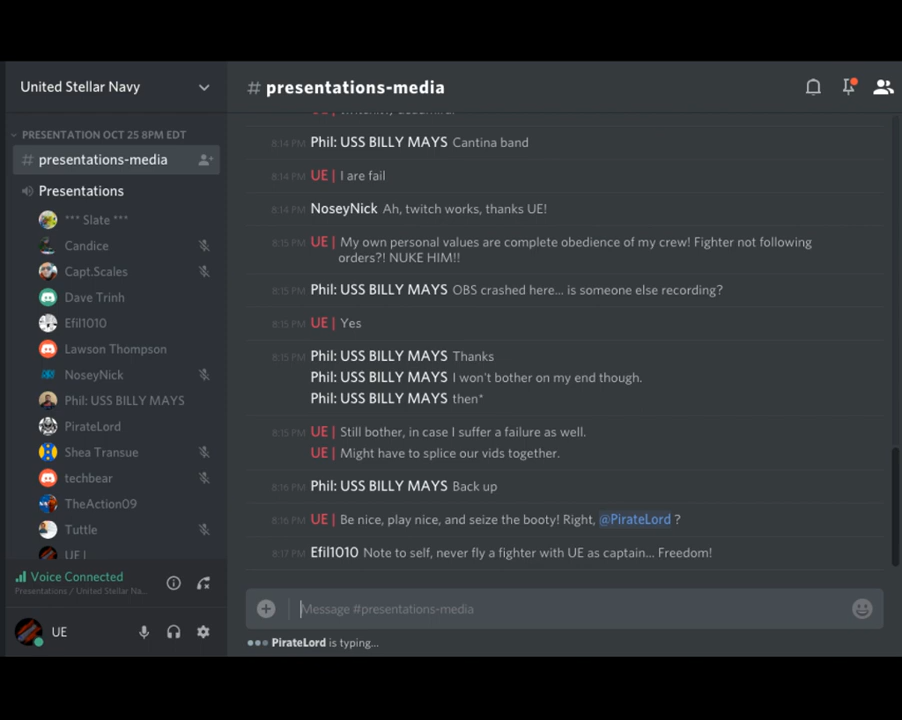 United Stellar Navy
PRESENTATION OCT 25 8PM EDT
# presentations-media
Presentations
*** Slate ***
Candice
Capt.Scales
Dave Trinh
Efil1010
Lawson Thompson
NoseyNick
Phil: USS BILLY MAYS
PirateLord
Shea Transue
techbear
TheAction09
Tuttle
UE |
Voice Connected
Presentations / United Stellar Na...
UE
# presentations-media
8:14 PM Phil: USS BILLY MAYS Cantina band
8:14 PM UE | I are fail
8:14 PM NoseyNick Ah, twitch works, thanks UE!
8:15 PM UE | My own personal values are complete obedience of my crew! Fighter not following
orders?! NUKE HIM!!
8:15 PM Phil: USS BILLY MAYS OBS crashed here... is someone else recording?
8:15 PM UE | Yes
8:15 PM Phil: USS BILLY MAYS Thanks
Phil: USS BILLY MAYS I won't bother on my end though.
Phil: USS BILLY MAYS then*
8:15 PM UE | Still bother, in case I suffer a failure as well.
UE | Might have to splice our vids together.
8:16 PM Phil: USS BILLY MAYS Back up
8:16 PM UE | Be nice, play nice, and seize the booty! Right, @PirateLord ?
8:17 PM Efil1010 Note to self, never fly a fighter with UE as captain... Freedom!
Message #presentations-media
PirateLord is typing...